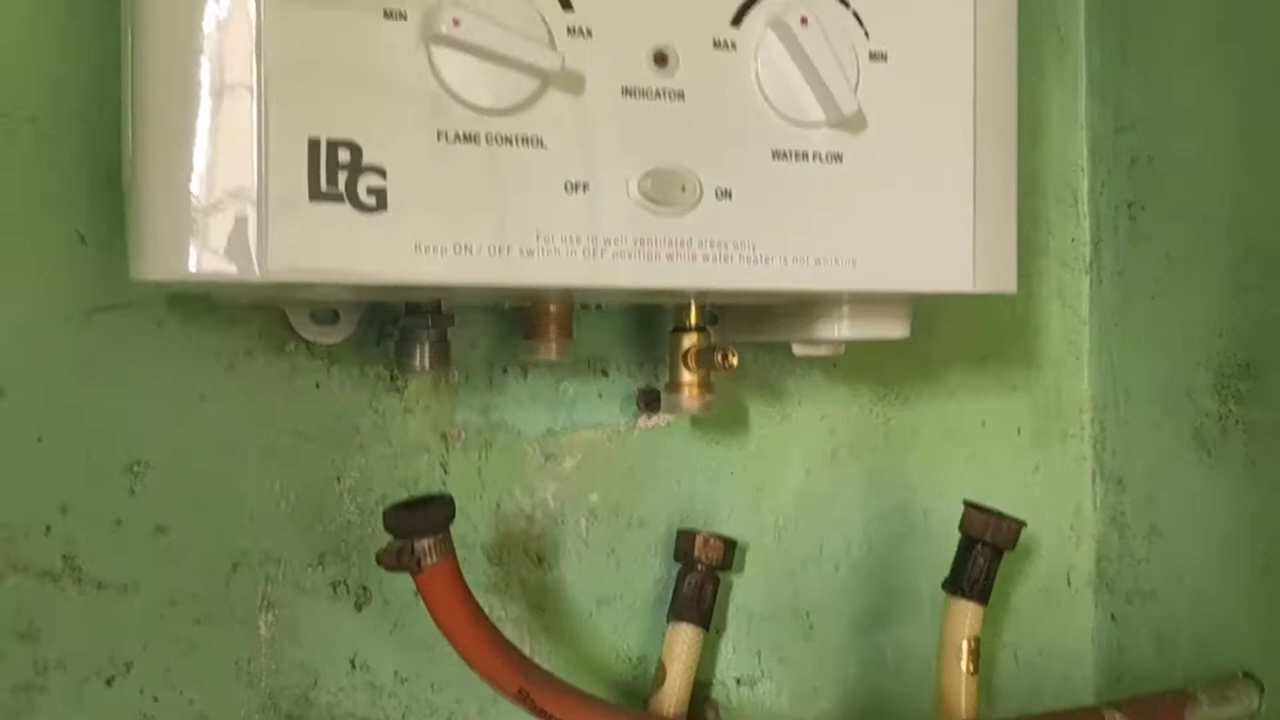 MIN
MAX
MAX
MIN
INDICATOR
FLAME CONTROL
WATER FLOW
LPG
OFF
ON
For use in well ventilated areas only
Keep ON / OFF switch in OFF position while water heater is not working